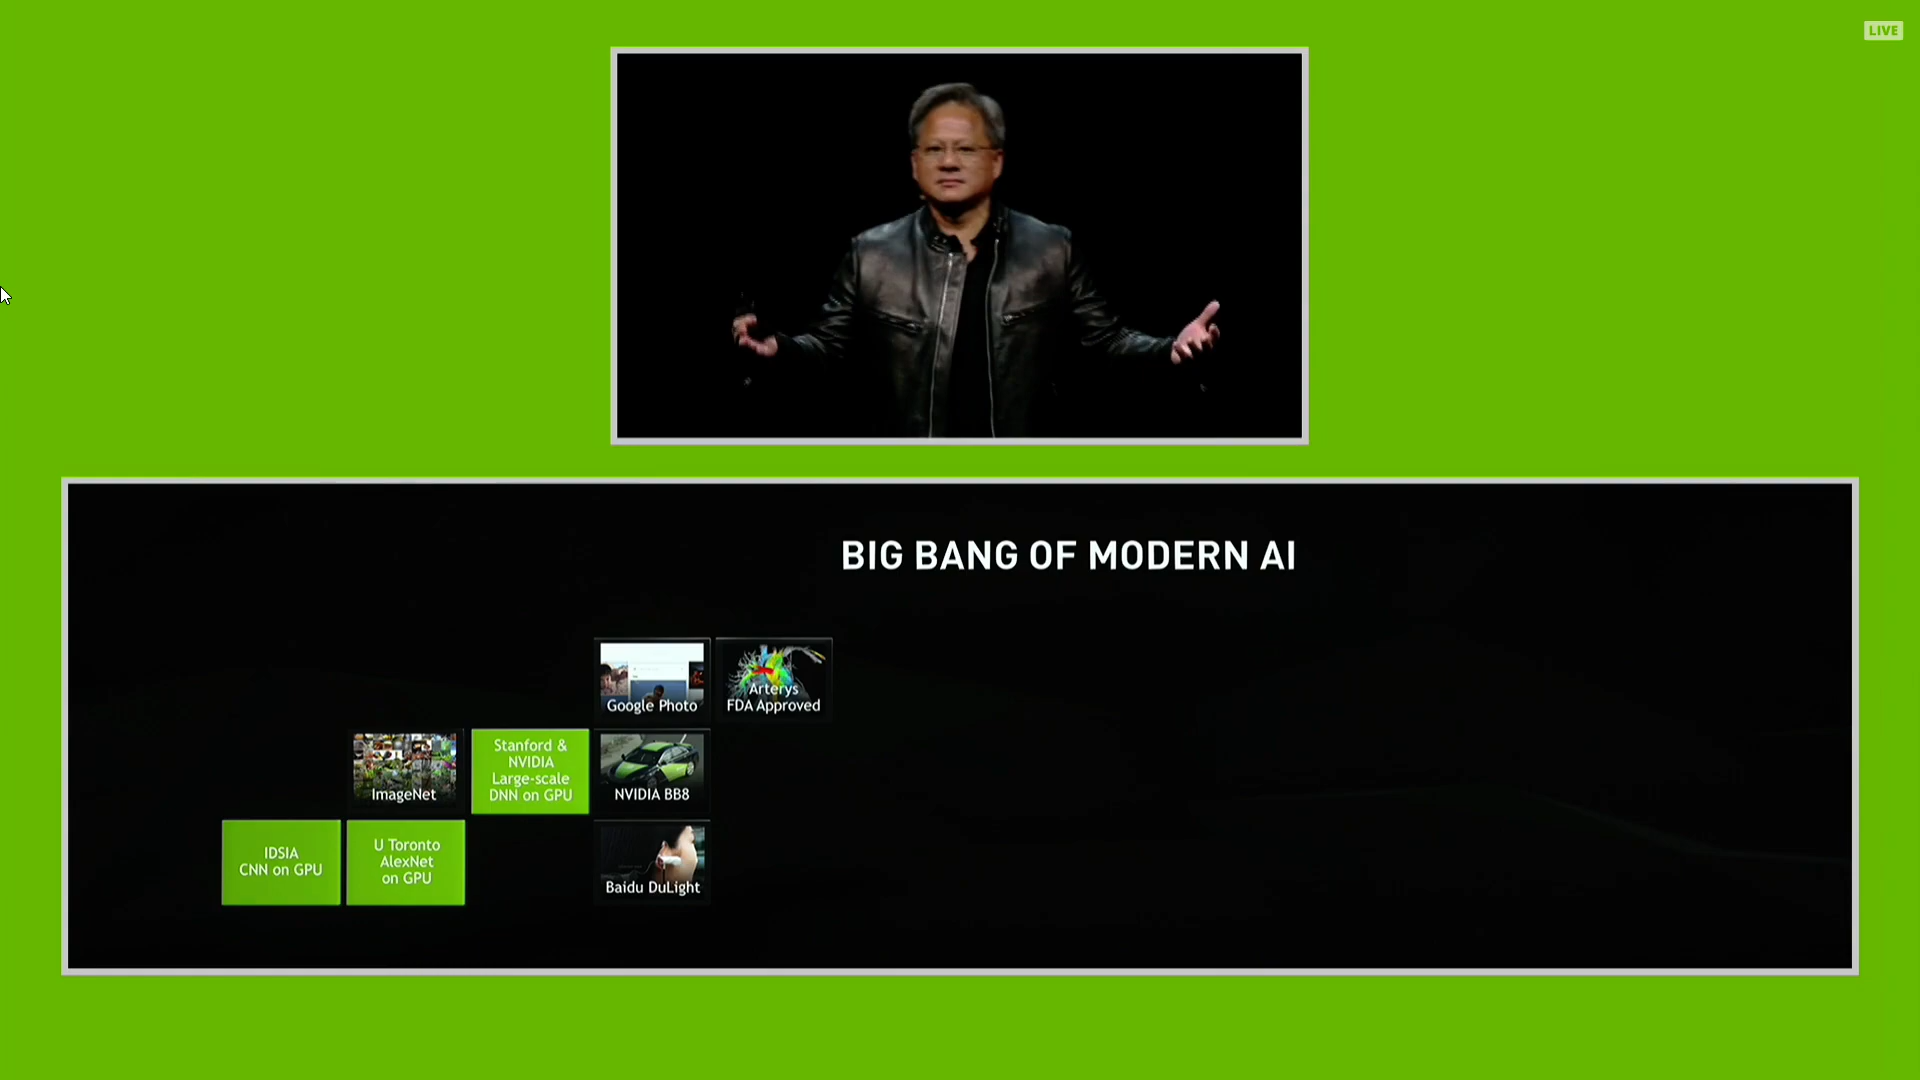 LIVE
BIG BANG OF MODERN AI
Google Photo
Arterys
FDA Approved
ImageNet
Stanford &
NVIDIA
Large-scale
DNN on GPU
NVIDIA BB8
IDSIA
CNN on GPU
U Toronto
AlexNet
on GPU
Baidu DuLight